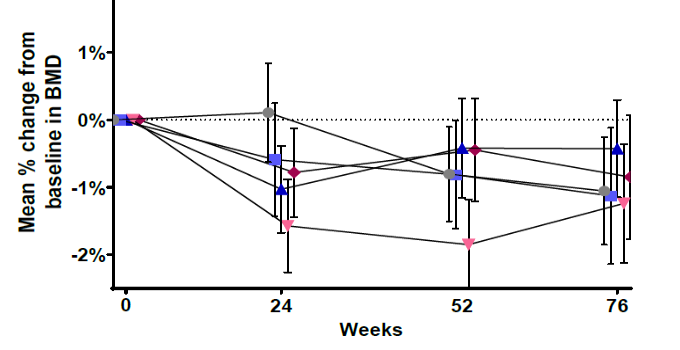 Mean % change from
baseline in BMD
1%
0%
-1%
-2%
0 24 52 76
Weeks